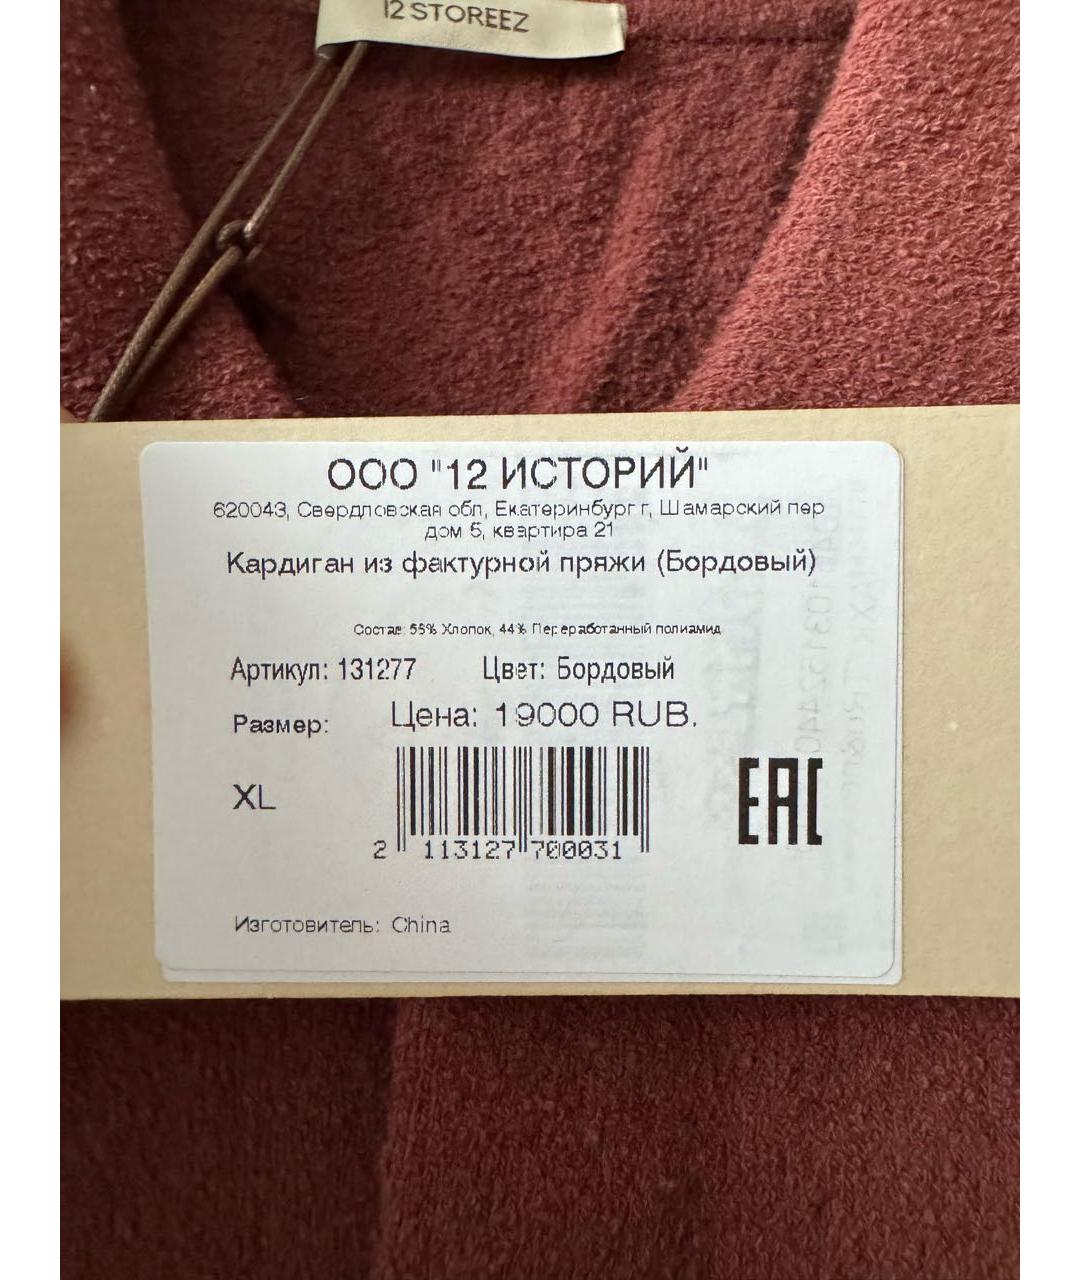 12 STOREEZ
ООО "12 ИСТОРИЙ"
620043, Свердловская обл, Екатеринбург г, Шамарский пер
дом 5, квартира 21
Кардиган из фактурной пряжи (Бордовый)
Состав: 56% Хлопок, 44% Переработанный полиамид
Артикул: 131277 Цвет: Бордовый
Размер: Цена: 19000 RUB.
XL
EAC
2 113127 700031
Изготовитель: China